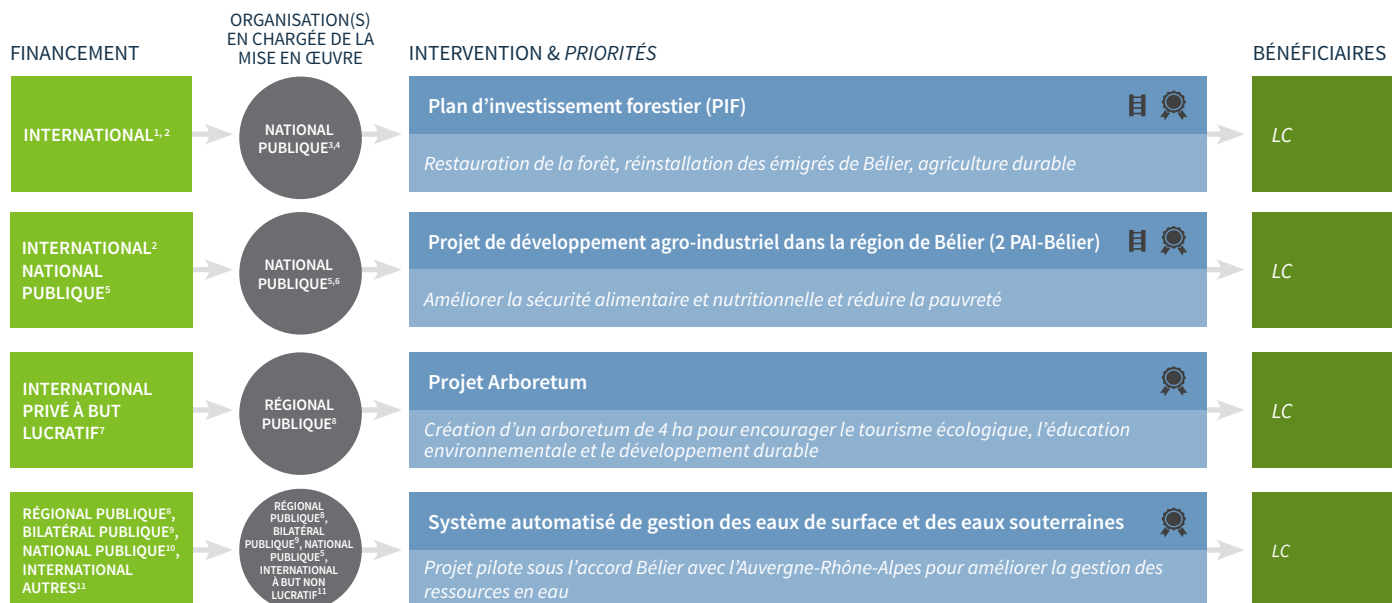 FINANCEMENT
ORGANISATION(S)
EN CHARGÉE DE LA
MISE EN ŒUVRE
INTERVENTION & PRIORITÉS
BÉNÉFICIAIRES
INTERNATIONAL¹, ²
NATIONAL
PUBLIQUE³,⁴
Plan d’investissement forestier (PIF)
Restauration de la forêt, réinstallation des émigrés de Bélier, agriculture durable
LC
INTERNATIONAL²
NATIONAL
PUBLIQUE⁵
NATIONAL
PUBLIQUE⁵,⁶
Projet de développement agro-industriel dans la région de Bélier (2 PAI-Bélier)
Améliorer la sécurité alimentaire et nutritionnelle et réduire la pauvreté
LC
INTERNATIONAL
PRIVÉ À BUT
LUCRATIF⁷
RÉGIONAL
PUBLIQUE⁸
Projet Arboretum
Création d’un arboretum de 4 ha pour encourager le tourisme écologique, l’éducation
environnementale et le développement durable
LC
RÉGIONAL PUBLIQUE⁸,
BILATÉRAL PUBLIQUE⁹,
NATIONAL PUBLIQUE¹⁰,
INTERNATIONAL
AUTRES¹¹
RÉGIONAL
PUBLIQUE⁸,
BILATÉRAL
PUBLIQUE⁹, NATIONAL
PUBLIQUE⁵,
INTERNATIONAL
À BUT NON
LUCRATIF¹¹
Système automatisé de gestion des eaux de surface et des eaux souterraines
Projet pilote sous l’accord Bélier avec l’Auvergne-Rhône-Alpes pour améliorer la gestion des
ressources en eau
LC